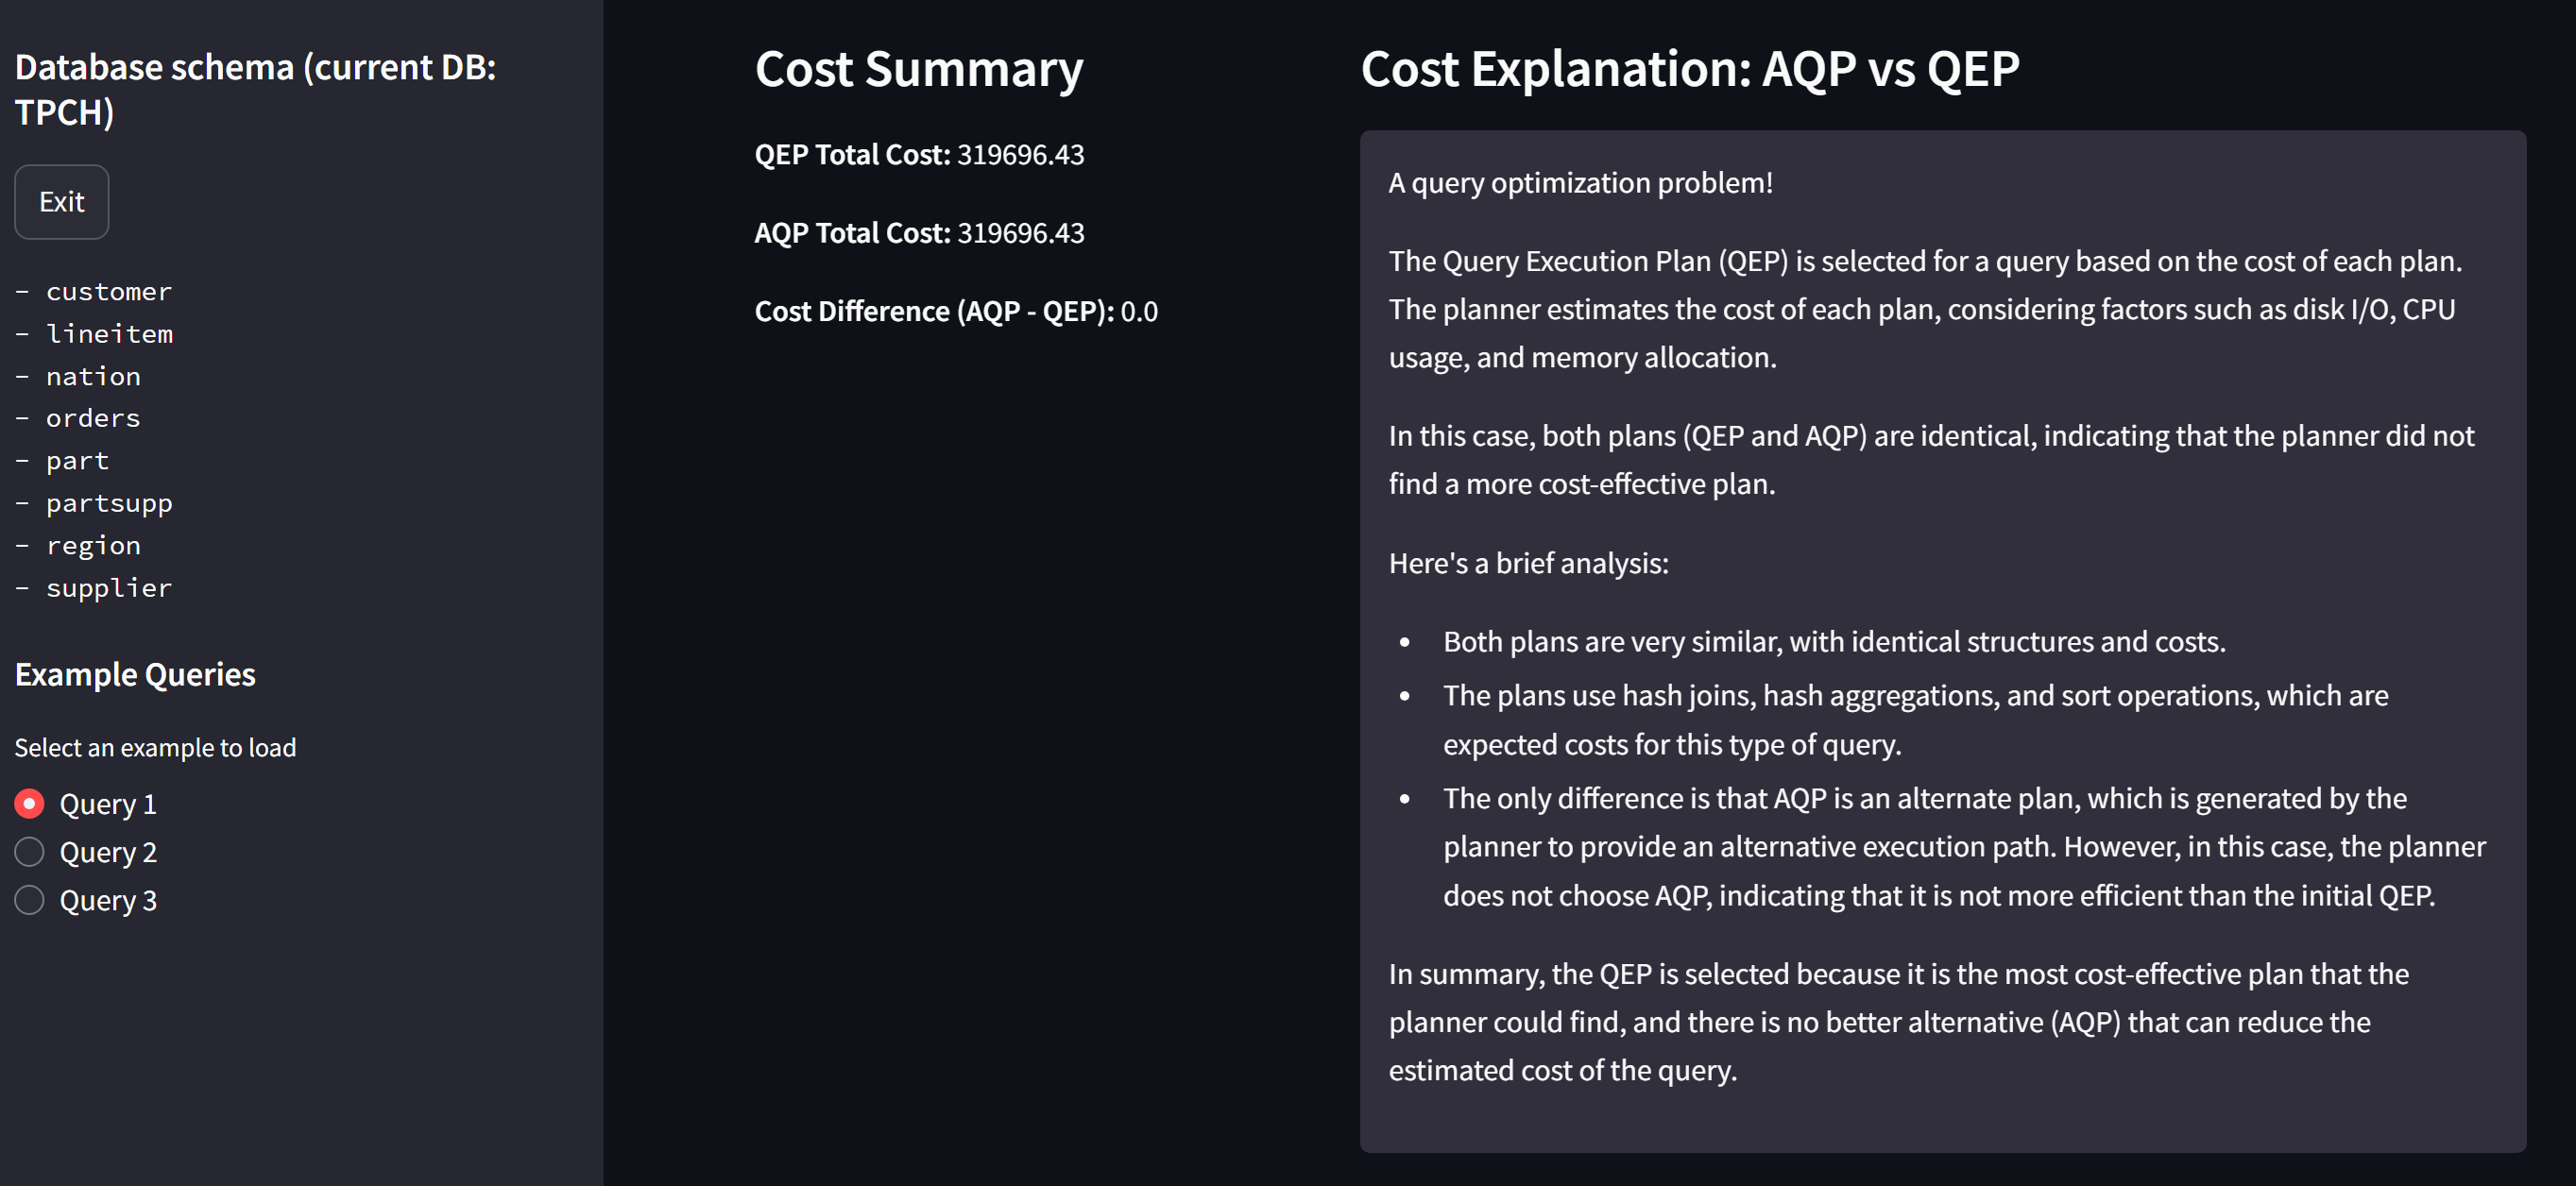 Database schema (current DB:
TPCH)
Exit
- customer
- lineitem
- nation
- orders
- part
- partsupp
- region
- supplier
Example Queries
Select an example to load
Query 1
Query 2
Query 3
Cost Summary
QEP Total Cost: 319696.43
AQP Total Cost: 319696.43
Cost Difference (AQP - QEP): 0.0
Cost Explanation: AQP vs QEP
A query optimization problem!
The Query Execution Plan (QEP) is selected for a query based on the cost of each plan.
The planner estimates the cost of each plan, considering factors such as disk I/O, CPU
usage, and memory allocation.
In this case, both plans (QEP and AQP) are identical, indicating that the planner did not
find a more cost-effective plan.
Here's a brief analysis:
• Both plans are very similar, with identical structures and costs.
• The plans use hash joins, hash aggregations, and sort operations, which are
expected costs for this type of query.
• The only difference is that AQP is an alternate plan, which is generated by the
planner to provide an alternative execution path. However, in this case, the planner
does not choose AQP, indicating that it is not more efficient than the initial QEP.
In summary, the QEP is selected because it is the most cost-effective plan that the
planner could find, and there is no better alternative (AQP) that can reduce the
estimated cost of the query.